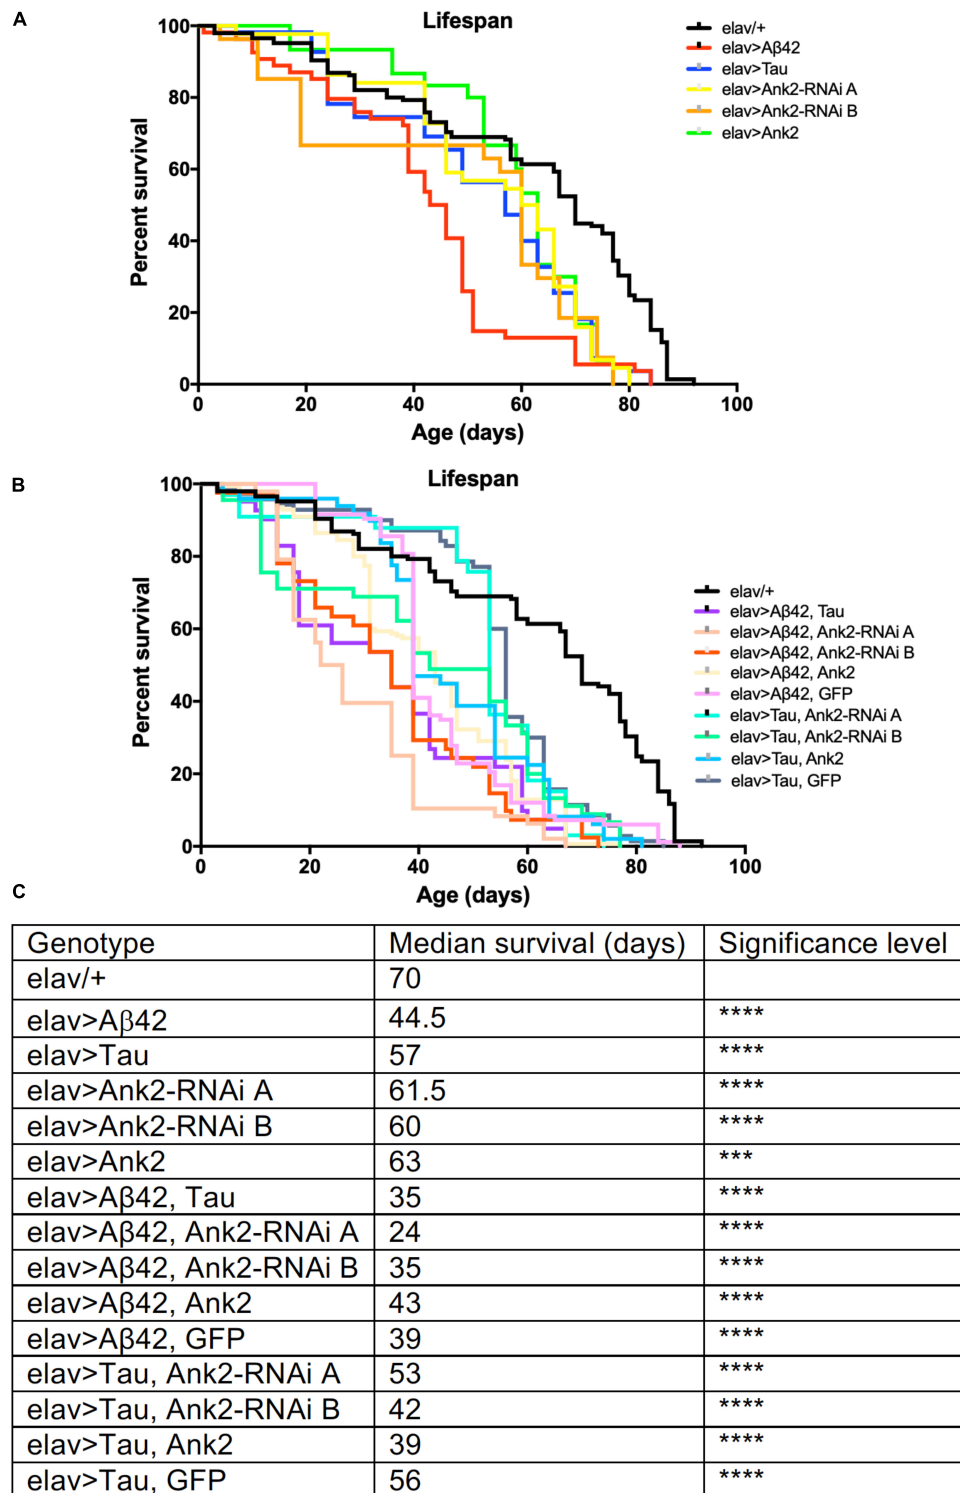 A
Lifespan
100
80
60
40
20
0
Percent survival
0 20 40 60 80 100
Age (days)
elav/+
elav>Aβ42
elav>Tau
elav>Ank2-RNAi A
elav>Ank2-RNAi B
elav>Ank2
B
Lifespan
100
80
60
40
20
0
Percent survival
0 20 40 60 80 100
Age (days)
elav/+
elav>Aβ42, Tau
elav>Aβ42, Ank2-RNAi A
elav>Aβ42, Ank2-RNAi B
elav>Aβ42, Ank2
elav>Aβ42, GFP
elav>Tau, Ank2-RNAi A
elav>Tau, Ank2-RNAi B
elav>Tau, Ank2
elav>Tau, GFP
C
Genotype Median survival (days) Significance level
elav/+ 70
elav>Aβ42 44.5 ****
elav>Tau 57 ****
elav>Ank2-RNAi A 61.5 ****
elav>Ank2-RNAi B 60 ****
elav>Ank2 63 ***
elav>Aβ42, Tau 35 ****
elav>Aβ42, Ank2-RNAi A 24 ****
elav>Aβ42, Ank2-RNAi B 35 ****
elav>Aβ42, Ank2 43 ****
elav>Aβ42, GFP 39 ****
elav>Tau, Ank2-RNAi A 53 ****
elav>Tau, Ank2-RNAi B 42 ****
elav>Tau, Ank2 39 ****
elav>Tau, GFP 56 ****